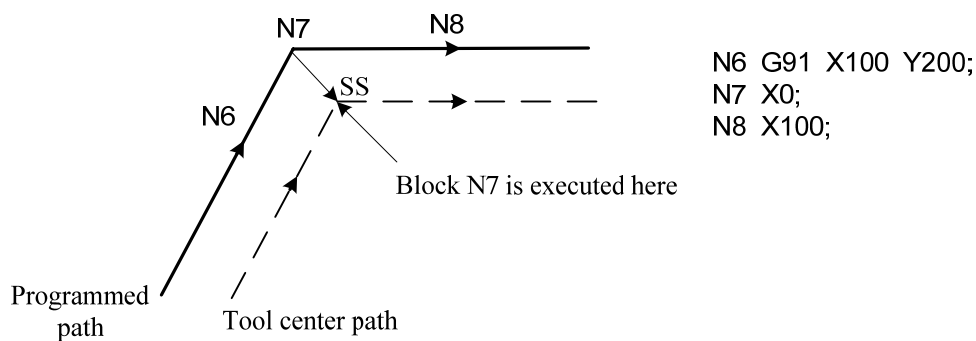 N7
N8
N6 G91 X100 Y200;
N7 X0;
N8 X100;
SS
N6
Block N7 is executed here
Programmed
path
Tool center path